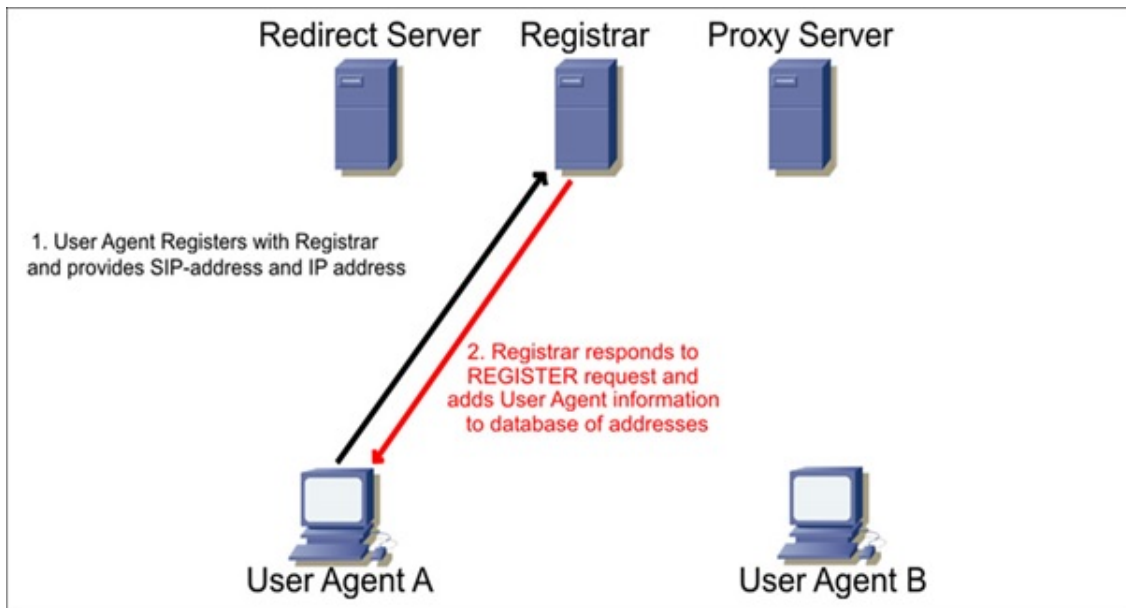 Redirect Server
Registrar
Proxy Server
1. User Agent Registers with Registrar
and provides SIP-address and IP address
2. Registrar responds to
REGISTER request and
adds User Agent information
to database of addresses
User Agent A
User Agent B